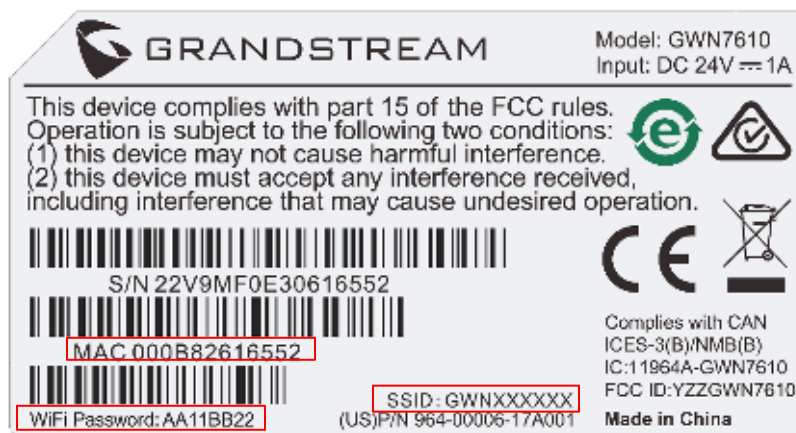 GRANDSTREAM
Model: GWN7610
Input: DC 24V ⎓ 1A
This device complies with part 15 of the FCC rules.
Operation is subject to the following two conditions:
(1) this device may not cause harmful interference.
(2) this device must accept any interference received,
including interference that may cause undesired operation.
e
CE
S/N 22V9MF0E30616552
MAC 000B82616552
WiFi Password: AA11BB22
SSID: GWNXXXXXX
(US)P/N 964-00006-17A001
Complies with CAN
ICES-3(B)/NMB(B)
IC:11964A-GWN7610
FCC ID:YZZGWN7610
Made in China